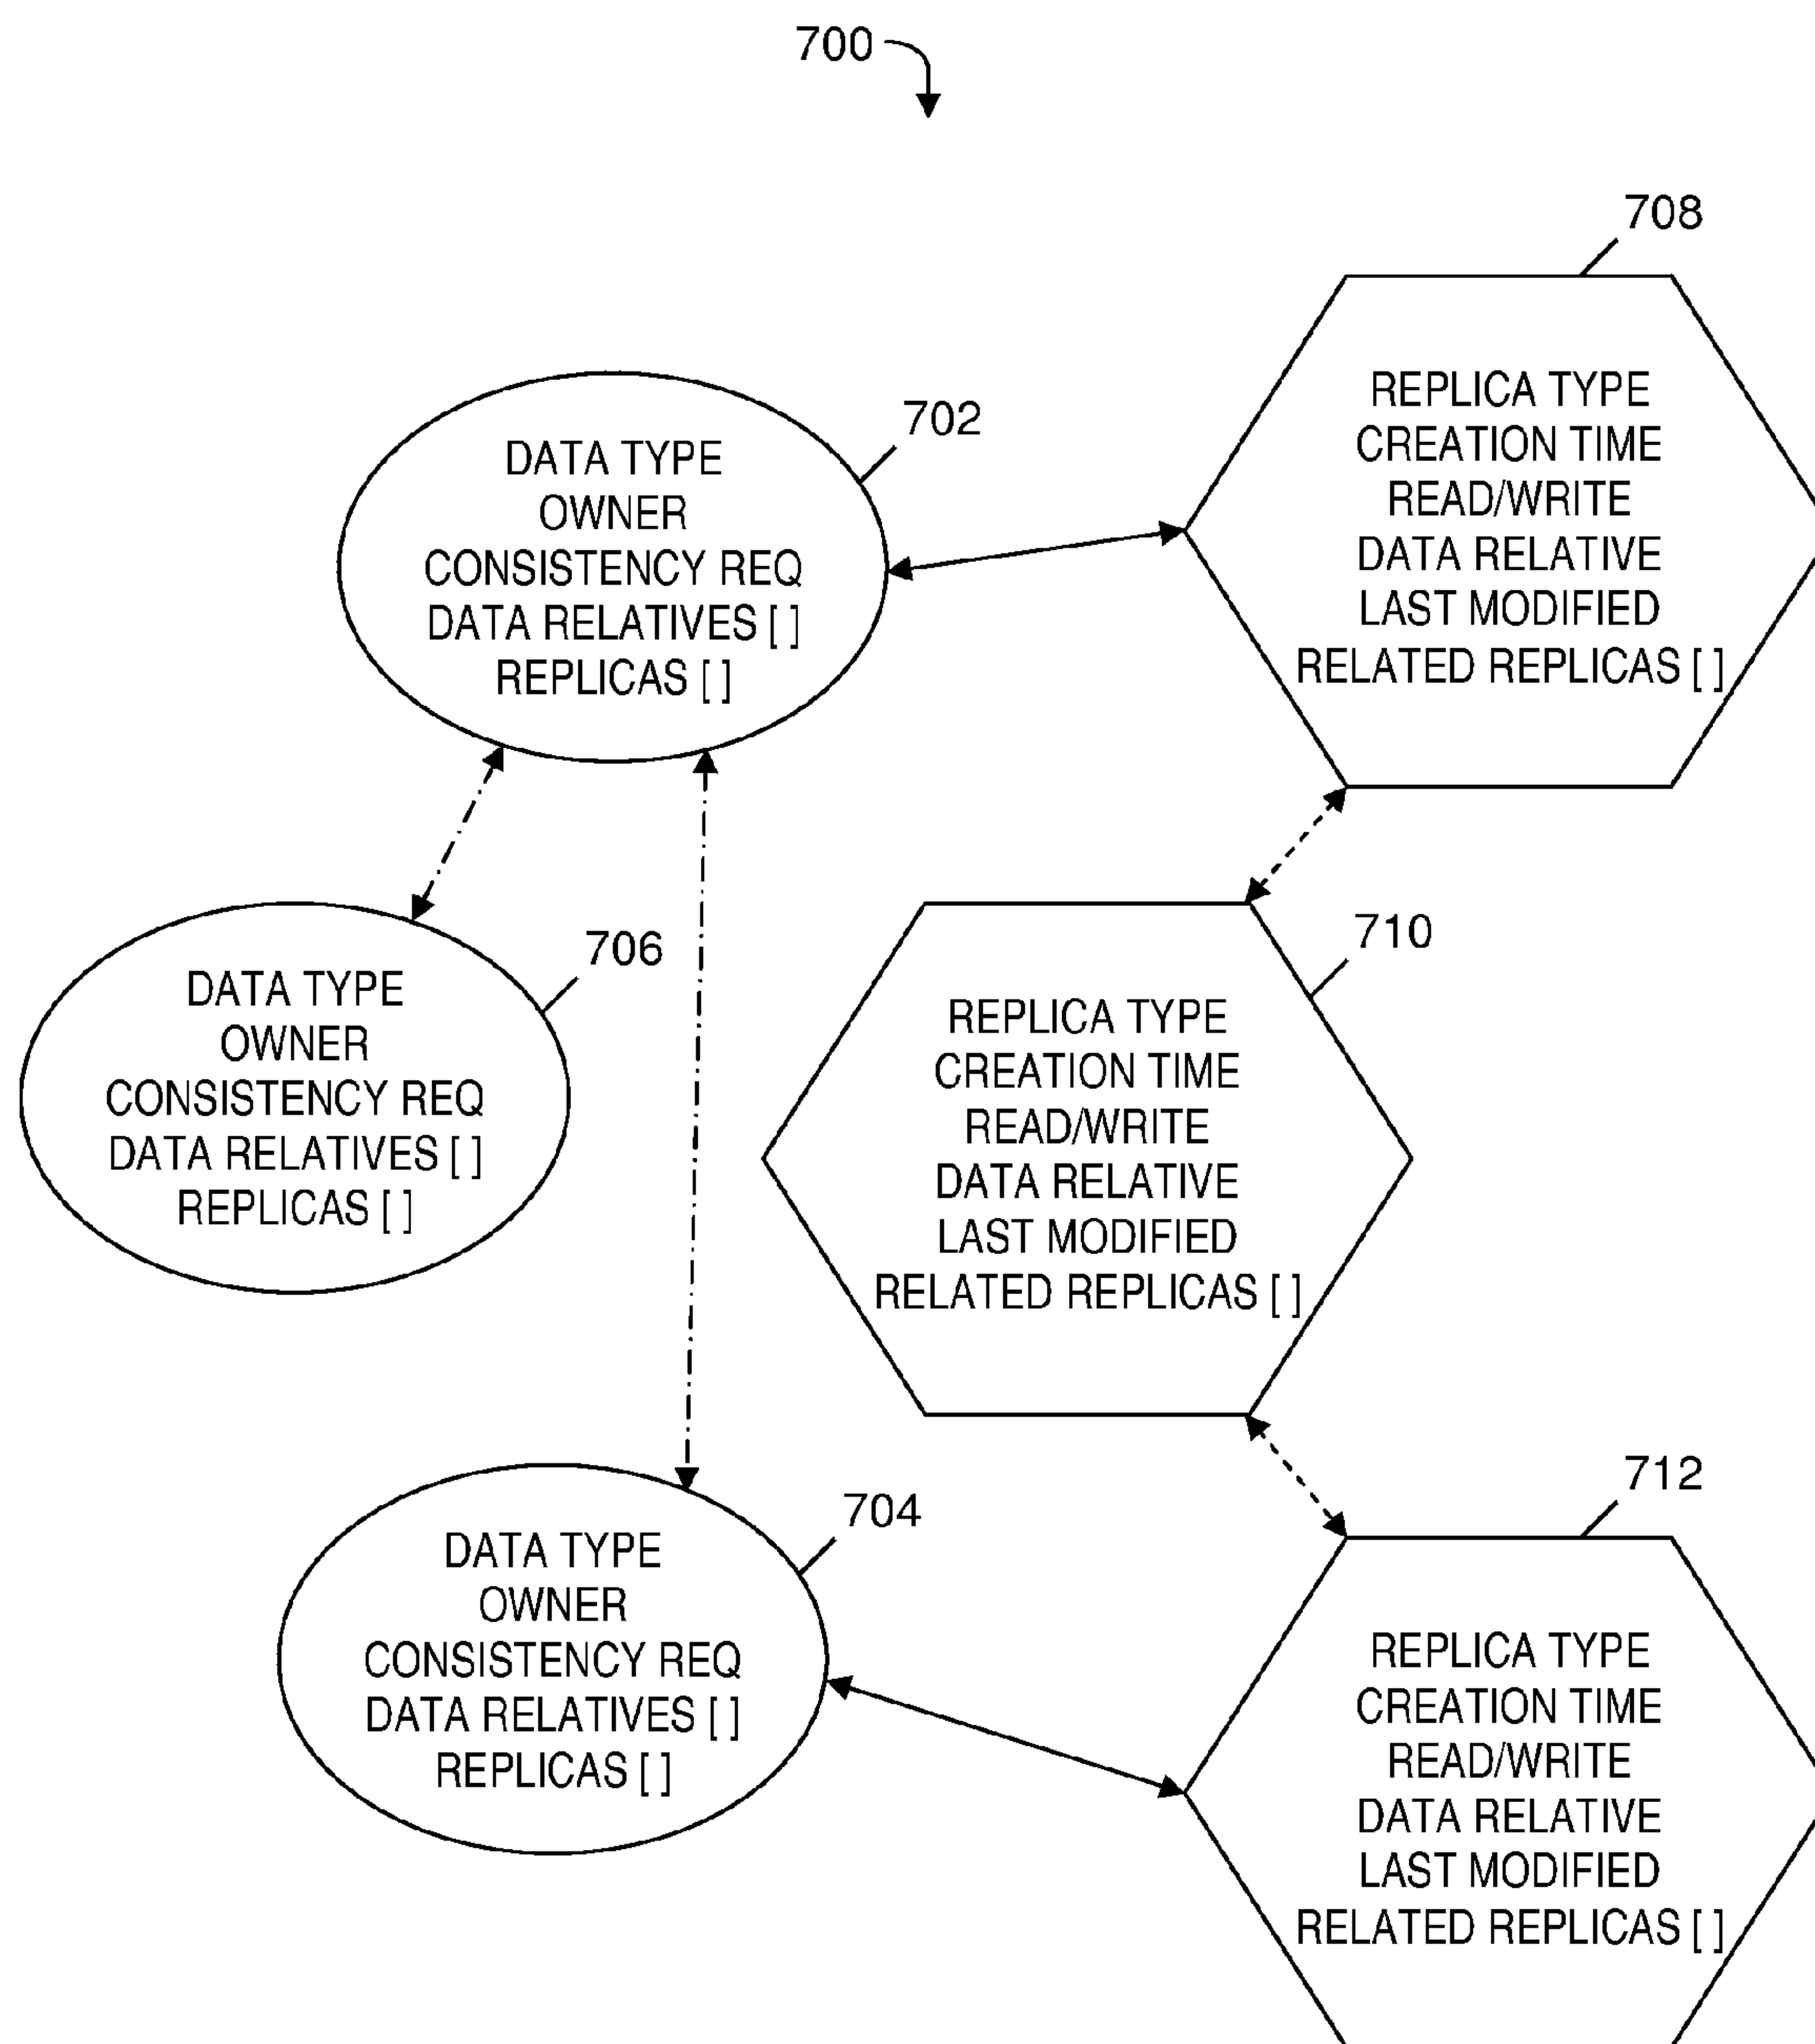 700
708
REPLICA TYPE
CREATION TIME
READ/WRITE
DATA RELATIVE
LAST MODIFIED
RELATED REPLICAS [ ]
702
DATA TYPE
OWNER
CONSISTENCY REQ
DATA RELATIVES [ ]
REPLICAS [ ]
706
DATA TYPE
OWNER
CONSISTENCY REQ
DATA RELATIVES [ ]
REPLICAS [ ]
710
REPLICA TYPE
CREATION TIME
READ/WRITE
DATA RELATIVE
LAST MODIFIED
RELATED REPLICAS [ ]
704
DATA TYPE
OWNER
CONSISTENCY REQ
DATA RELATIVES [ ]
REPLICAS [ ]
712
REPLICA TYPE
CREATION TIME
READ/WRITE
DATA RELATIVE
LAST MODIFIED
RELATED REPLICAS [ ]